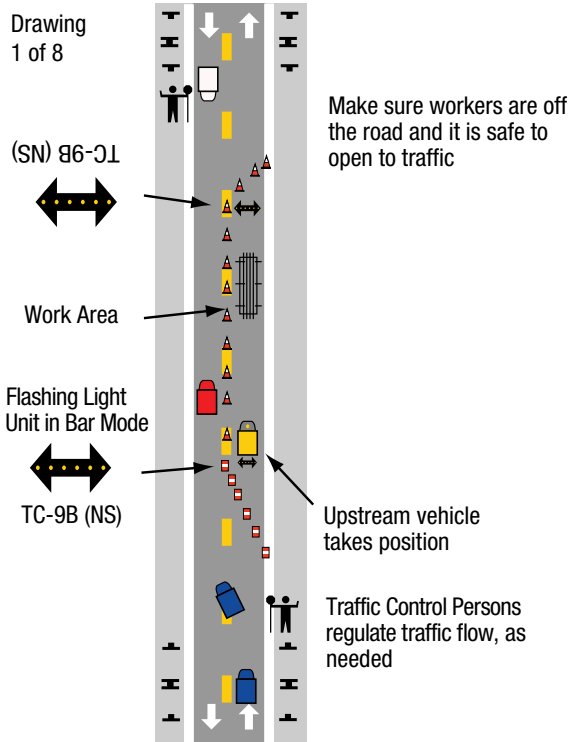 Drawing
1 of 8
Make sure workers are off
the road and it is safe to
open to traffic
TC-9B (NS)
Work Area
Flashing Light
Unit in Bar Mode
TC-9B (NS)
Upstream vehicle
takes position
Traffic Control Persons
regulate traffic flow, as
needed